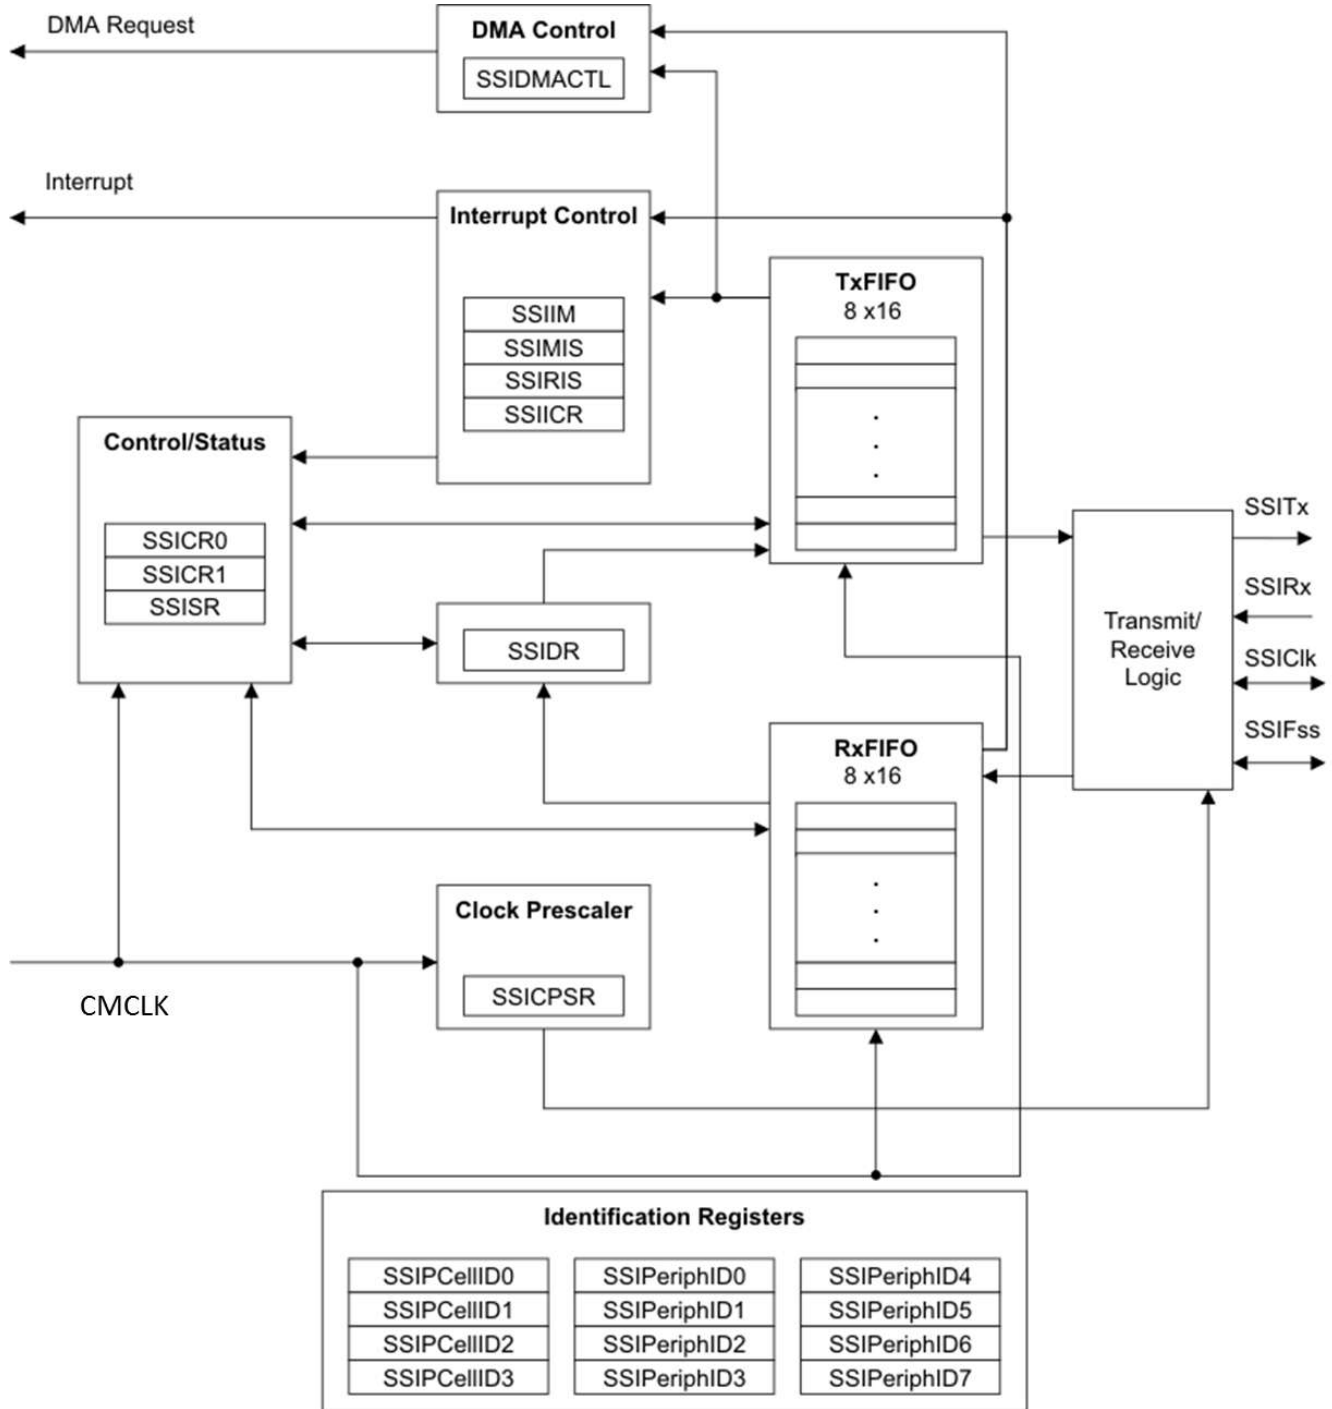 DMA Request
DMA Control
SSIDMACTL
Interrupt
Interrupt Control
SSIIM
SSIMIS
SSIRIS
SSIICR
TxFIFO
8 x16
Control/Status
SSICR0
SSICR1
SSISR
SSIDR
Transmit/
Receive
Logic
SSITx
SSIRx
SSIClk
SSIFss
RxFIFO
8 x16
Clock Prescaler
SSICPSR
CMCLK
Identification Registers
SSIPCellID0
SSIPCellID1
SSIPCellID2
SSIPCellID3
SSIPeriphID0
SSIPeriphID1
SSIPeriphID2
SSIPeriphID3
SSIPeriphID4
SSIPeriphID5
SSIPeriphID6
SSIPeriphID7